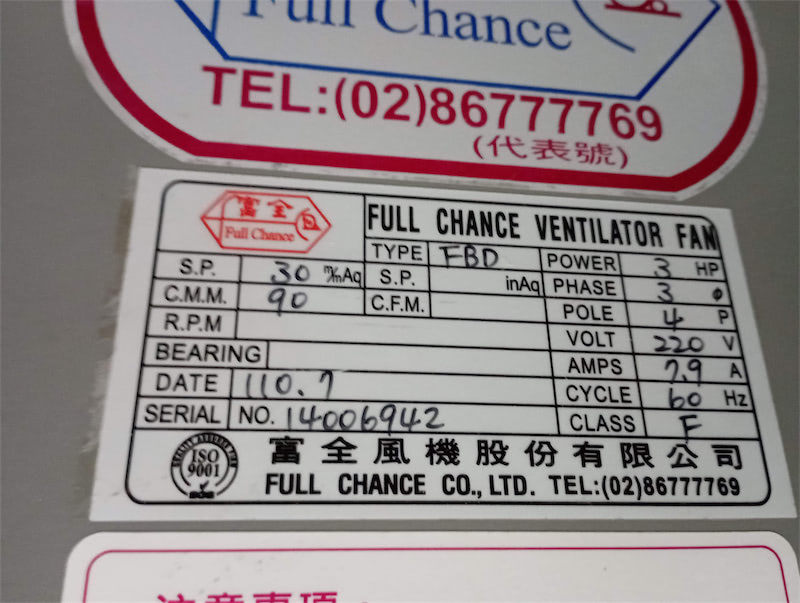 Full Chance
TEL:(02)86777769
(代表號)
富全
Full Chance
FULL CHANCE VENTILATOR FAN
TYPE FBD POWER 3 HP
S.P. 30 m/mAq S.P. inAq PHASE 3 ø
C.M.M. 90 C.F.M. POLE 4 P
R.P.M VOLT 220 V
BEARING AMPS 7.9 A
DATE 110.7 CYCLE 60 Hz
SERIAL NO. 14006942 CLASS F
ISO
9001
富全風機股份有限公司
FULL CHANCE CO., LTD. TEL:(02)86777769
注意事項: